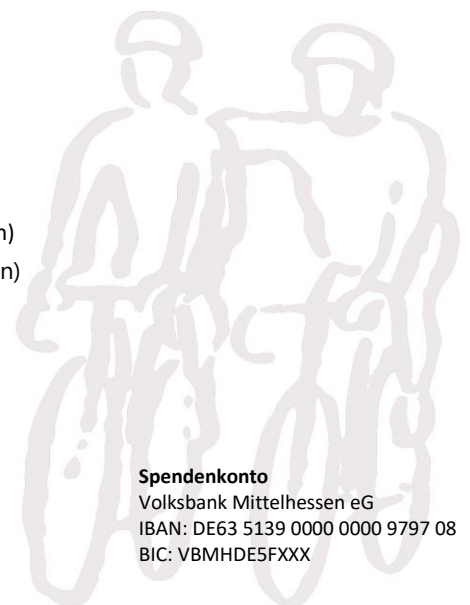 n)
n)
Spendenkonto
Volksbank Mittelhessen eG
IBAN: DE63 5139 0000 0000 9797 08
BIC: VBMHDE5FXXX